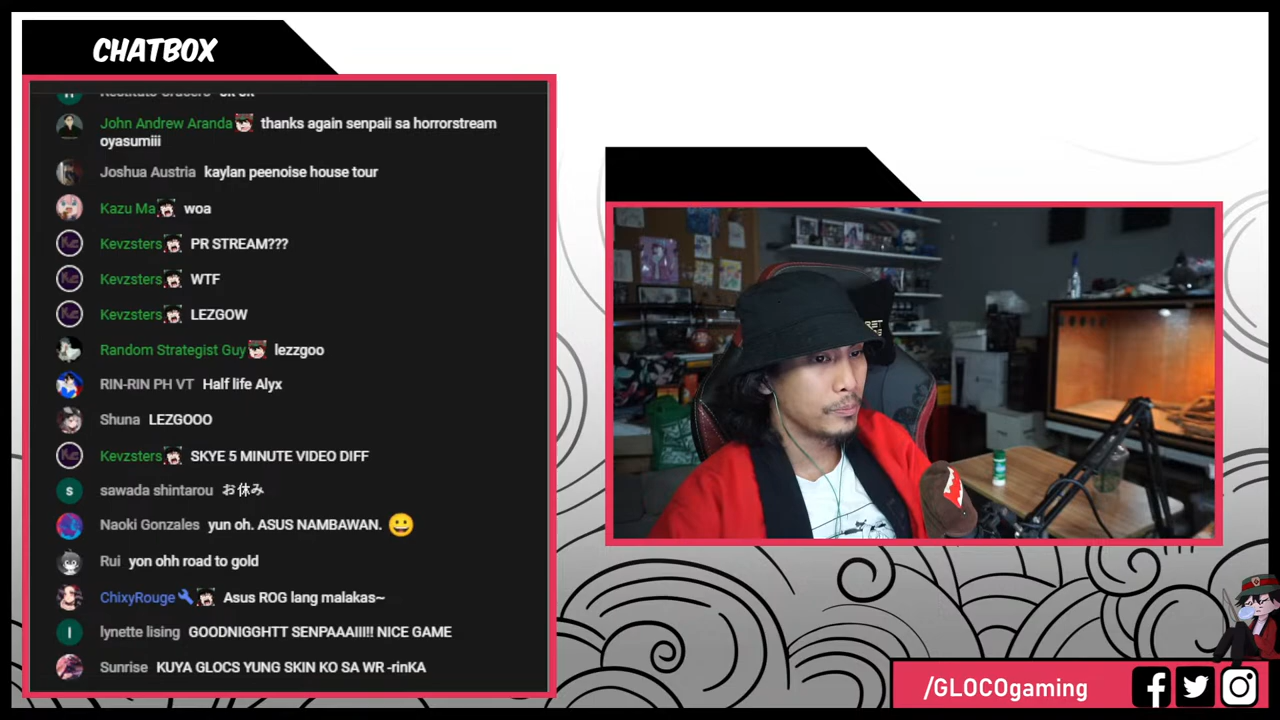 CHATBOX
John Andrew Aranda thanks again senpaii sa horrorstream
oyasumiii
Joshua Austria kaylan peenoise house tour
Kazu Ma woa
Kevzsters PR STREAM???
Kevzsters WTF
Kevzsters LEZGOW
Random Strategist Guy lezzgoo
RIN-RIN PH VT Half life Alyx
Shuna LEZGOOO
Kevzsters SKYE 5 MINUTE VIDEO DIFF
sawada shintarou お休み
Naoki Gonzales yun oh. ASUS NAMBAWAN. 😀
Rui yon ohh road to gold
ChixyRouge Asus ROG lang malakas~
lynette lising GOODNIGGHTT SENPAAAIII!! NICE GAME
Sunrise KUYA GLOCS YUNG SKIN KO SA WR -rinKA
/GLOCOgaming